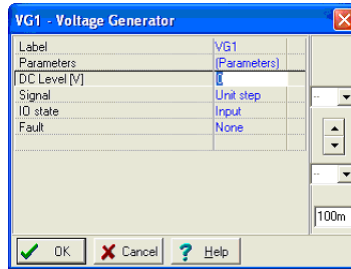 VG1 - Voltage Generator
Label VG1
Parameters (Parameters)
DC Level [V] 0
Signal Unit step
IO state Input
Fault None
--
--
100m
OK Cancel ? Help